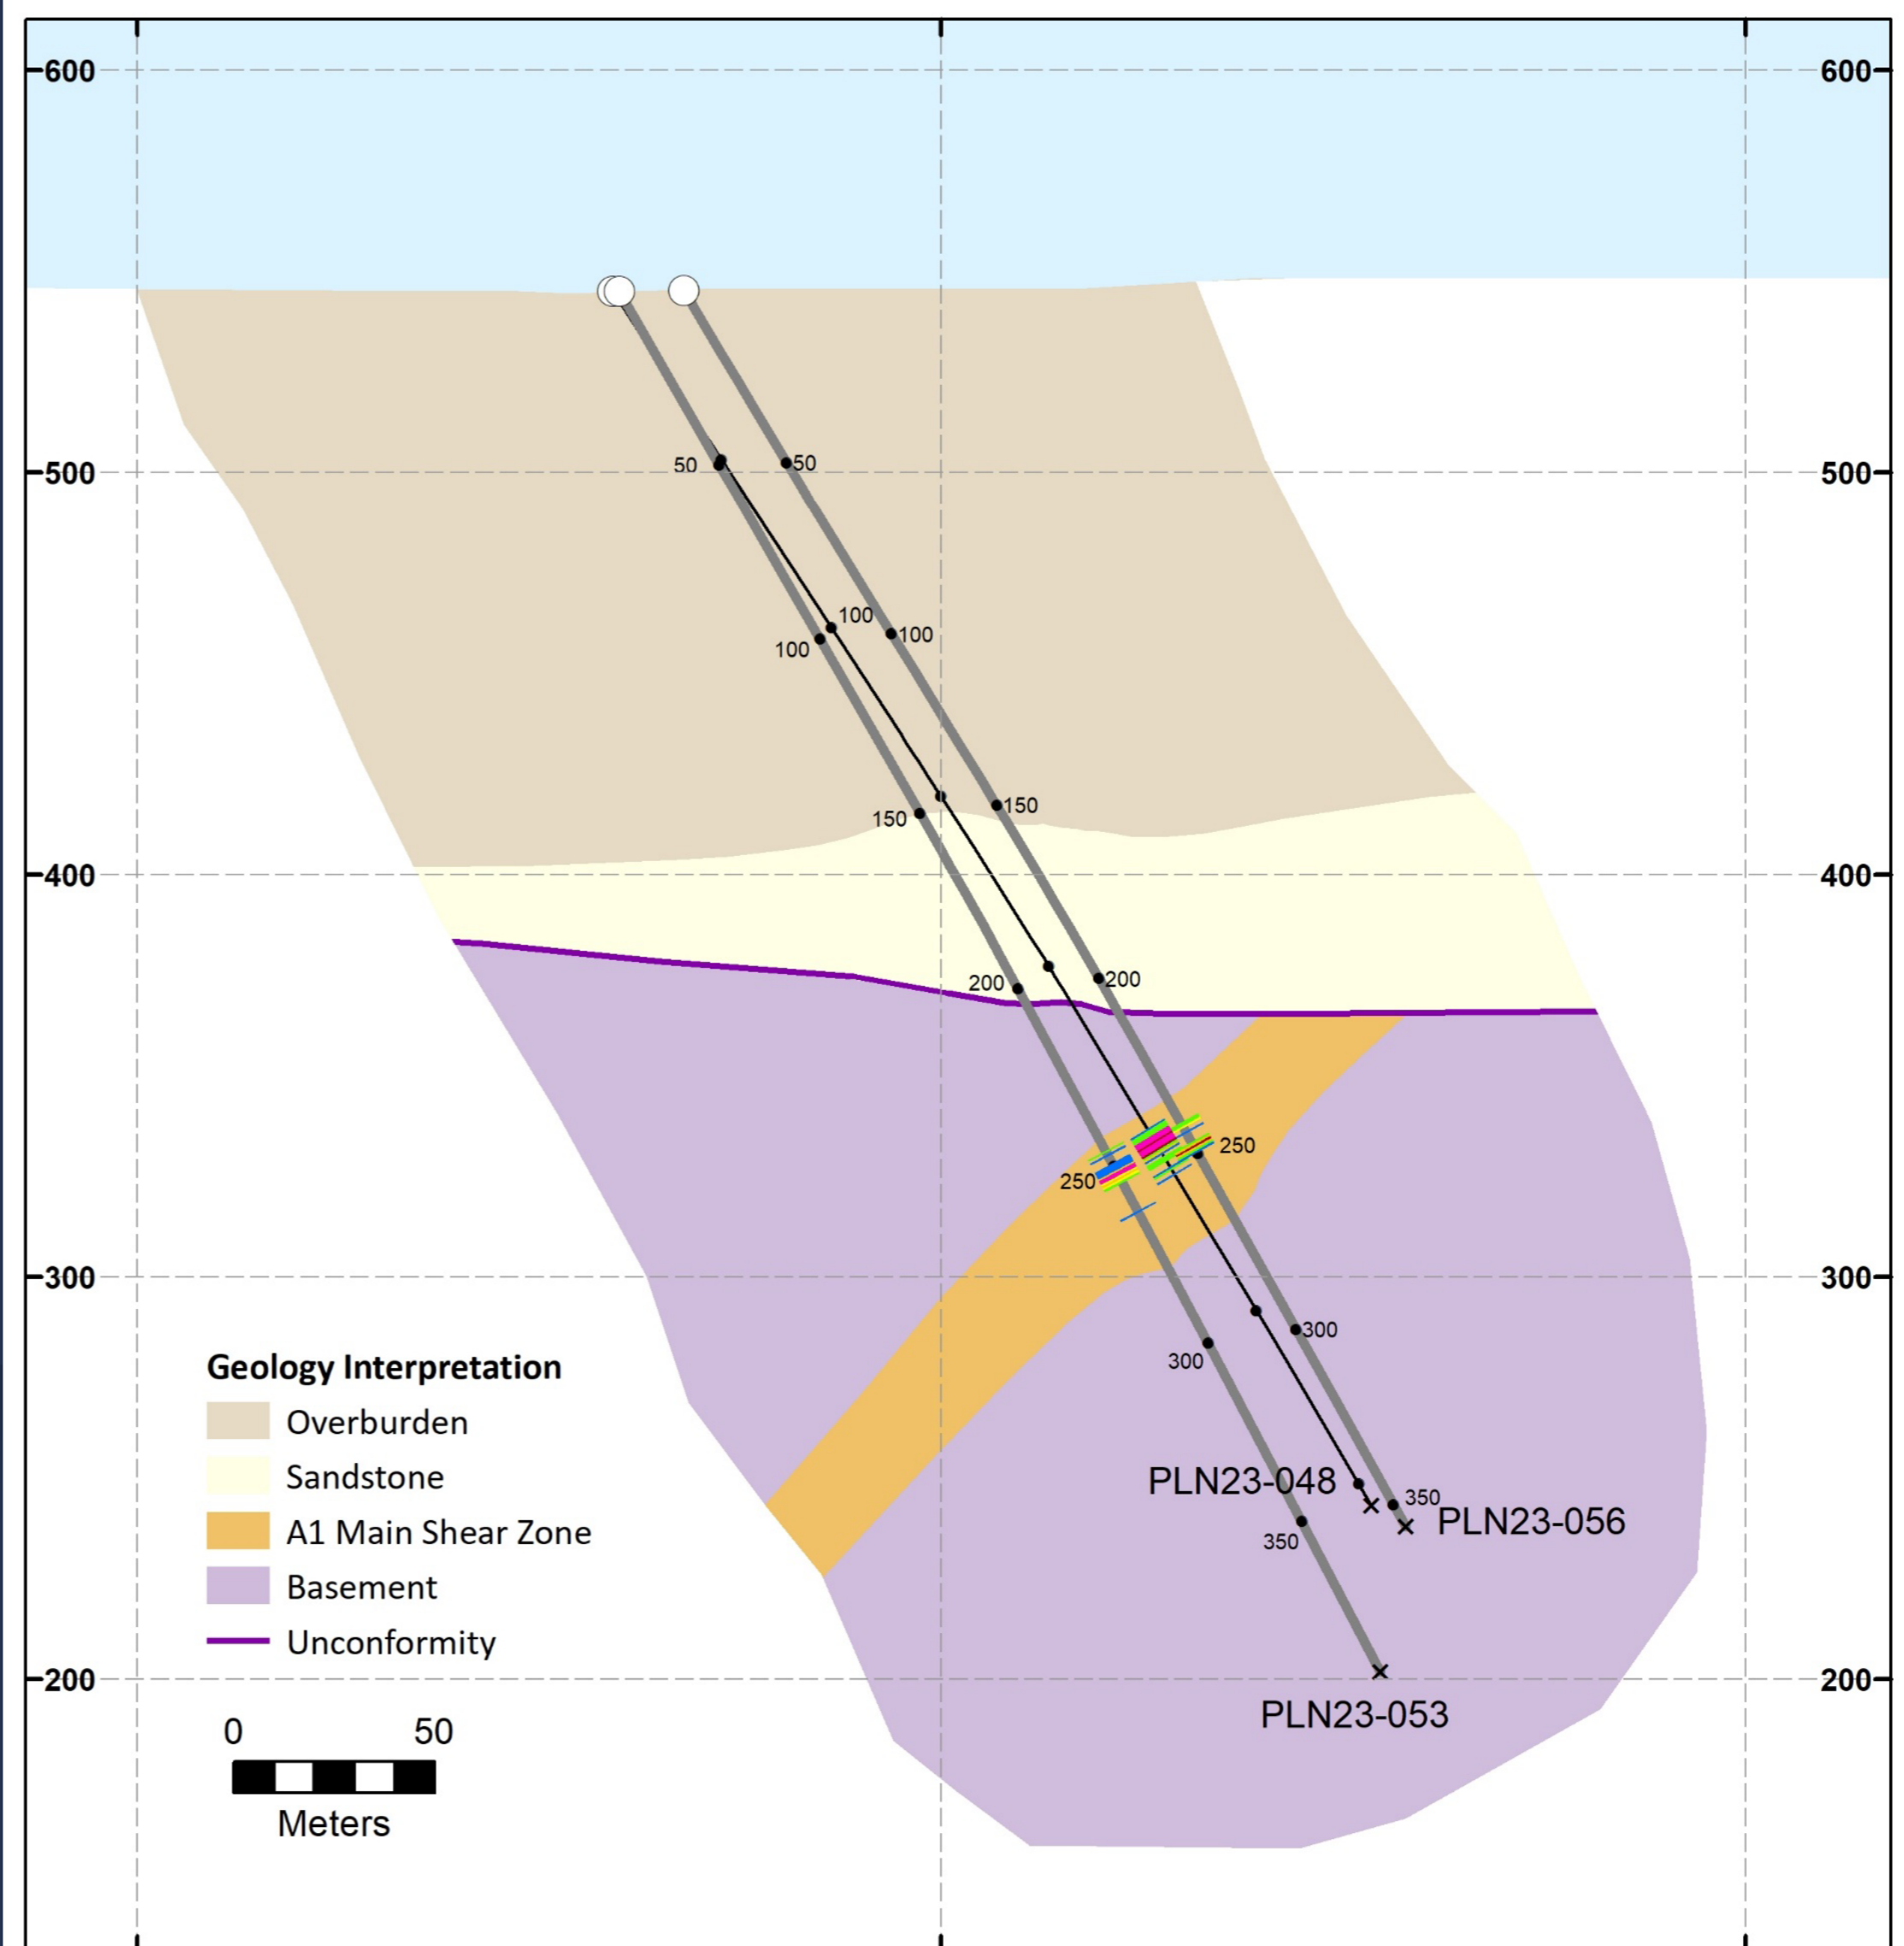 600
600
500
500
50
50
100
100
100
150
150
400
400
200
200
250
250
300
300
300
300
Geology Interpretation
Overburden
Sandstone
A1 Main Shear Zone
Basement
Unconformity
PLN23-048
350
PLN23-056
350
200
200
PLN23-053
0 50
Meters